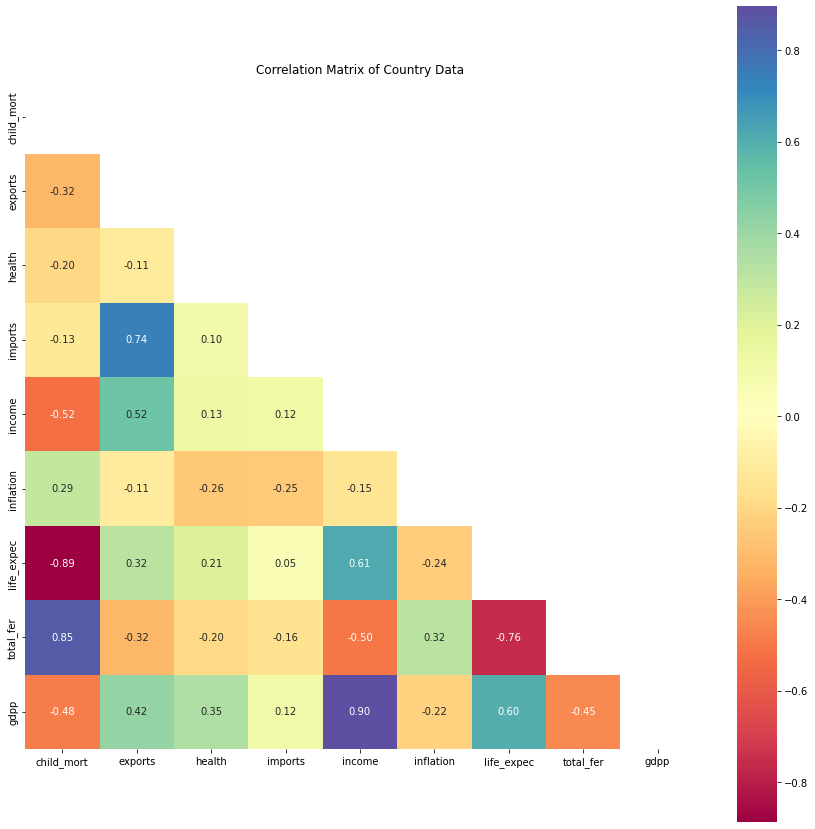 Correlation Matrix of Country Data
child_mort
exports -0.32
health -0.20 -0.11
imports -0.13 0.74 0.10
income -0.52 0.52 0.13 0.12
inflation 0.29 -0.11 -0.26 -0.25 -0.15
life_expec -0.89 0.32 0.21 0.05 0.61 -0.24
total_fer 0.85 -0.32 -0.20 -0.16 -0.50 0.32 -0.76
gdpp -0.48 0.42 0.35 0.12 0.90 -0.22 0.60 -0.45
child_mort exports health imports income inflation life_expec total_fer gdpp
0.8
0.6
0.4
0.2
0.0
−0.2
−0.4
−0.6
−0.8